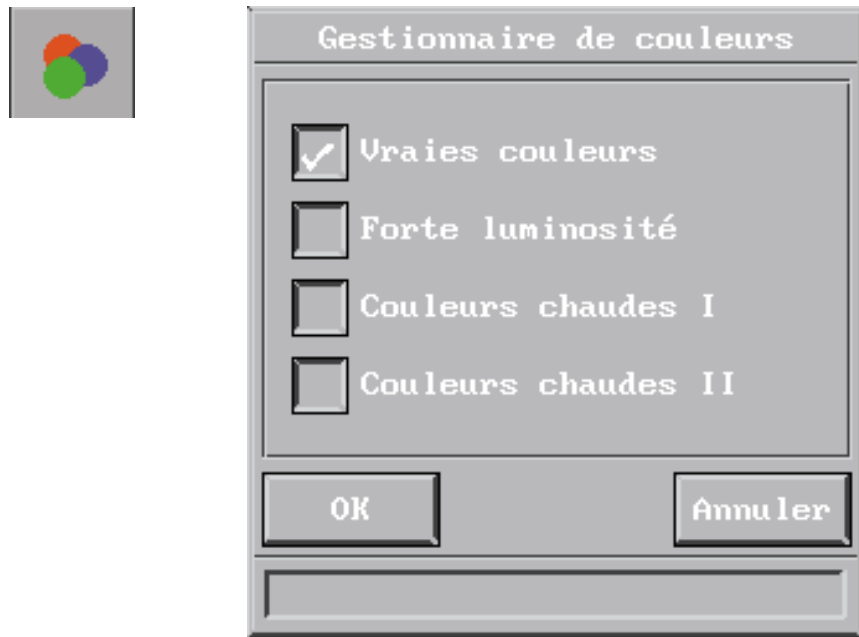 Gestionnaire de couleurs
Vraies couleurs
Forte luminosité
Couleurs chaudes I
Couleurs chaudes II
OK
Annuler